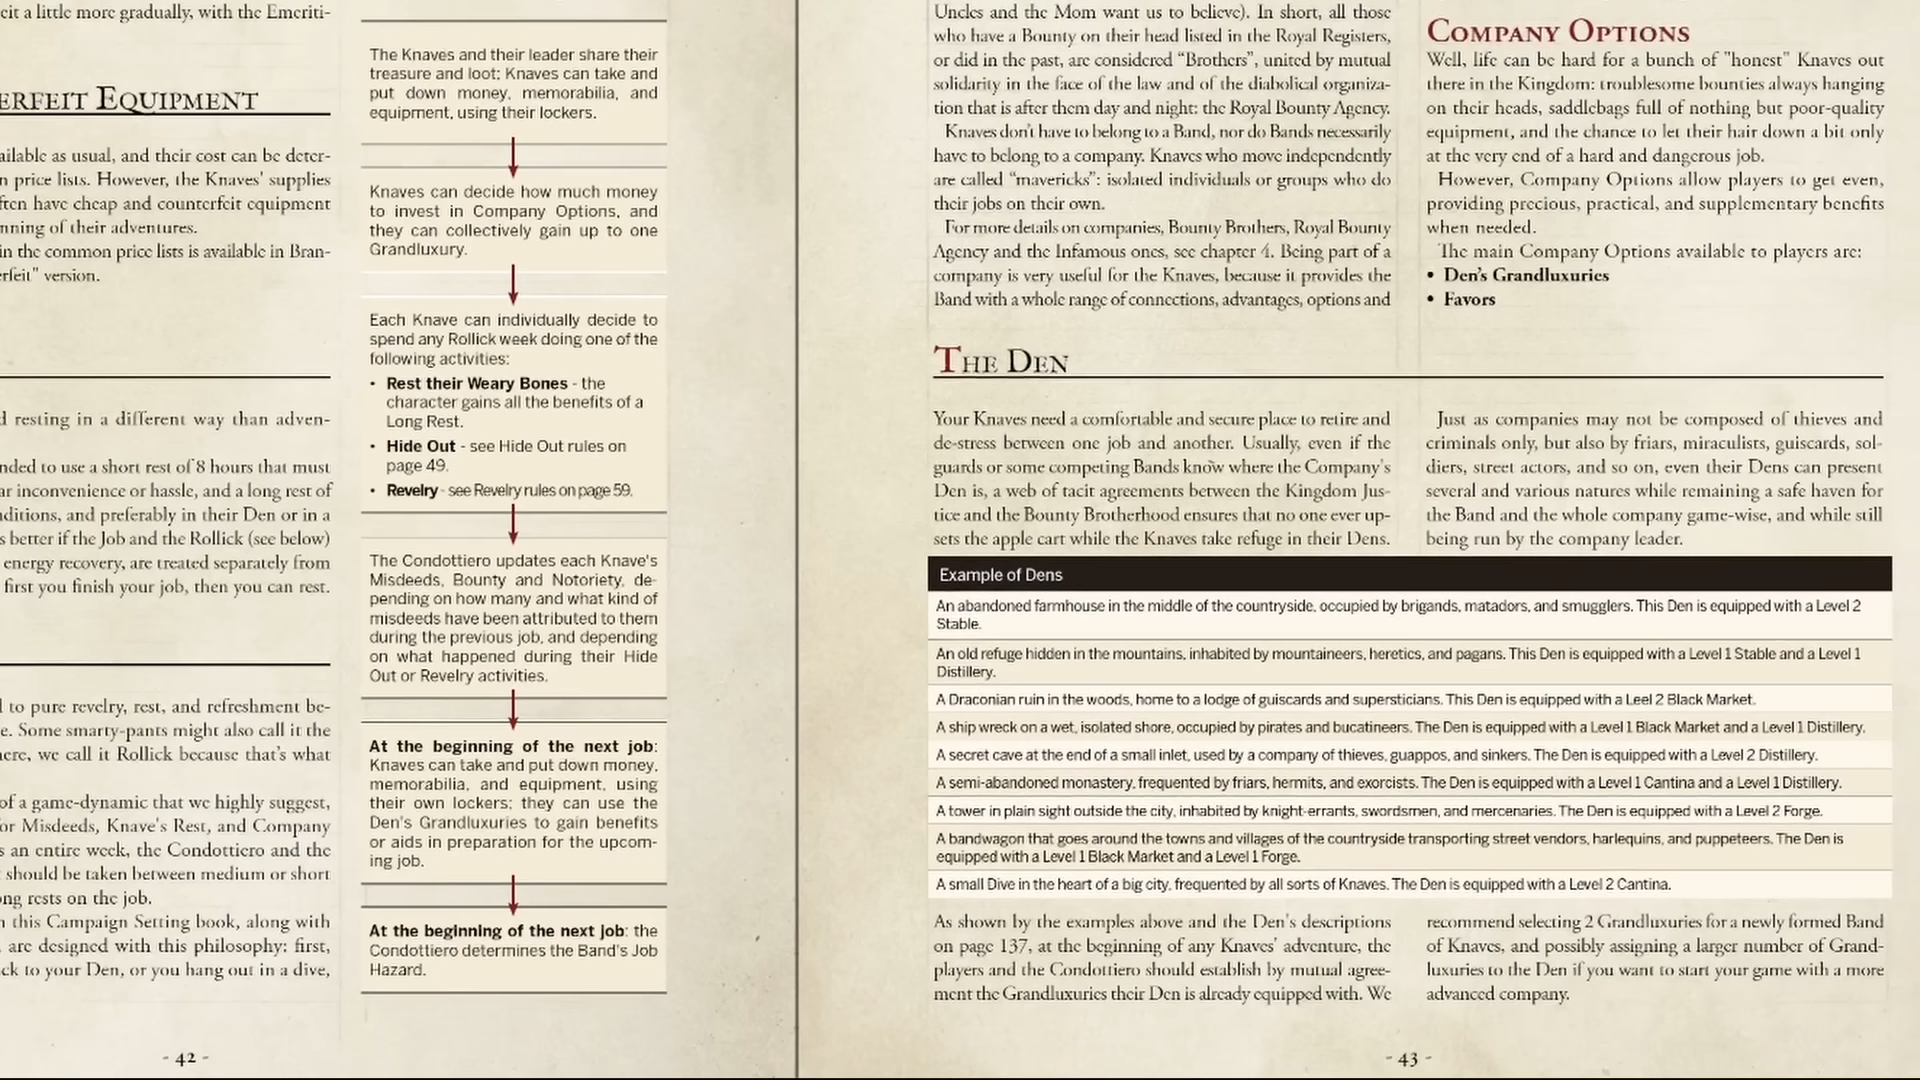 cit a little more gradually, with the Emeriti-
ERFEIT EQUIPMENT
ailable as usual, and their cost can be deter-
n price lists. However, the Knaves' supplies
ften have cheap and counterfeit equipment
nning of their adventures.
in the common price lists is available in Bran-
erfeit" version.
d resting in a different way than adven-
nded to use a short rest of 8 hours that must
ar inconvenience or hassle, and a long rest of
nditions, and preferably in their Den or in a
s better if the Job and the Rollick (see below)
energy recovery, are treated separately from
first you finish your job, then you can rest.
d to pure revelry, rest, and refreshment be-
e. Some smarty-pants might also call it the
here, we call it Rollick because that's what
of a game-dynamic that we highly suggest,
or Misdeeds, Knave's Rest, and Company
s an entire week, the Condottiero and the
t should be taken between medium or short
ong rests on the job.
n this Campaign Setting book, along with
, are designed with this philosophy: first,
ck to your Den, or you hang out in a dive,
The Knaves and their leader share their
treasure and loot: Knaves can take and
put down money, memorabilia, and
equipment, using their lockers.
Knaves can decide how much money
to invest in Company Options, and
they can collectively gain up to one
Grandluxury.
Each Knave can individually decide to
spend any Rollick week doing one of the
following activities:
• Rest their Weary Bones - the
character gains all the benefits of a
Long Rest.
• Hide Out - see Hide Out rules on
page 49.
• Revelry - see Revelry rules on page 59.
The Condottiero updates each Knave's
Misdeeds, Bounty and Notoriety, de-
pending on how many and what kind of
misdeeds have been attributed to them
during the previous job, and depending
on what happened during their Hide
Out or Revelry activities.
At the beginning of the next job:
Knaves can take and put down money,
memorabilia, and equipment, using
their own lockers; they can use the
Den's Grandluxuries to gain benefits
or aids in preparation for the upcom-
ing job.
At the beginning of the next job: the
Condottiero determines the Band's Job
Hazard.
- 42 -
Uncles and the Mom want us to believe). In short, all those
who have a Bounty on their head listed in the Royal Registers,
or did in the past, are considered “Brothers”, united by mutual
solidarity in the face of the law and of the diabolical organiza-
tion that is after them day and night: the Royal Bounty Agency.
Knaves don't have to belong to a Band, nor do Bands necessarily
have to belong to a company. Knaves who move independently
are called “mavericks”: isolated individuals or groups who do
their jobs on their own.
For more details on companies, Bounty Brothers, Royal Bounty
Agency and the Infamous ones, see chapter 4. Being part of a
company is very useful for the Knaves, because it provides the
Band with a whole range of connections, advantages, options and
COMPANY OPTIONS
Well, life can be hard for a bunch of "honest" Knaves out
there in the Kingdom: troublesome bounties always hanging
on their heads, saddlebags full of nothing but poor-quality
equipment, and the chance to let their hair down a bit only
at the very end of a hard and dangerous job.
However, Company Options allow players to get even,
providing precious, practical, and supplementary benefits
when needed.
The main Company Options available to players are:
• Den's Grandluxuries
• Favors
THE DEN
Your Knaves need a comfortable and secure place to retire and
de-stress between one job and another. Usually, even if the
guards or some competing Bands know where the Company's
Den is, a web of tacit agreements between the Kingdom Jus-
tice and the Bounty Brotherhood ensures that no one ever up-
sets the apple cart while the Knaves take refuge in their Dens.
Just as companies may not be composed of thieves and
criminals only, but also by friars, miraculists, guiscards, sol-
diers, street actors, and so on, even their Dens can present
several and various natures while remaining a safe haven for
the Band and the whole company game-wise, and while still
being run by the company leader.
Example of Dens
An abandoned farmhouse in the middle of the countryside, occupied by brigands, matadors, and smugglers. This Den is equipped with a Level 2
Stable.
An old refuge hidden in the mountains, inhabited by mountaineers, heretics, and pagans. This Den is equipped with a Level 1 Stable and a Level 1
Distillery.
A Draconian ruin in the woods, home to a lodge of guiscards and supersticians. This Den is equipped with a Leel 2 Black Market.
A ship wreck on a wet, isolated shore, occupied by pirates and bucatineers. The Den is equipped with a Level 1 Black Market and a Level 1 Distillery.
A secret cave at the end of a small inlet, used by a company of thieves, guappos, and sinkers. The Den is equipped with a Level 2 Distillery.
A semi-abandoned monastery, frequented by friars, hermits, and exorcists. The Den is equipped with a Level 1 Cantina and a Level 1 Distillery.
A tower in plain sight outside the city, inhabited by knight-errants, swordsmen, and mercenaries. The Den is equipped with a Level 2 Forge.
A bandwagon that goes around the towns and villages of the countryside transporting street vendors, harlequins, and puppeteers. The Den is
equipped with a Level 1 Black Market and a Level 1 Forge.
A small Dive in the heart of a big city, frequented by all sorts of Knaves. The Den is equipped with a Level 2 Cantina.
As shown by the examples above and the Den's descriptions
on page 137, at the beginning of any Knaves' adventure, the
players and the Condottiero should establish by mutual agree-
ment the Grandluxuries their Den is already equipped with. We
recommend selecting 2 Grandluxuries for a newly formed Band
of Knaves, and possibly assigning a larger number of Grand-
luxuries to the Den if you want to start your game with a more
advanced company.
- 43 -